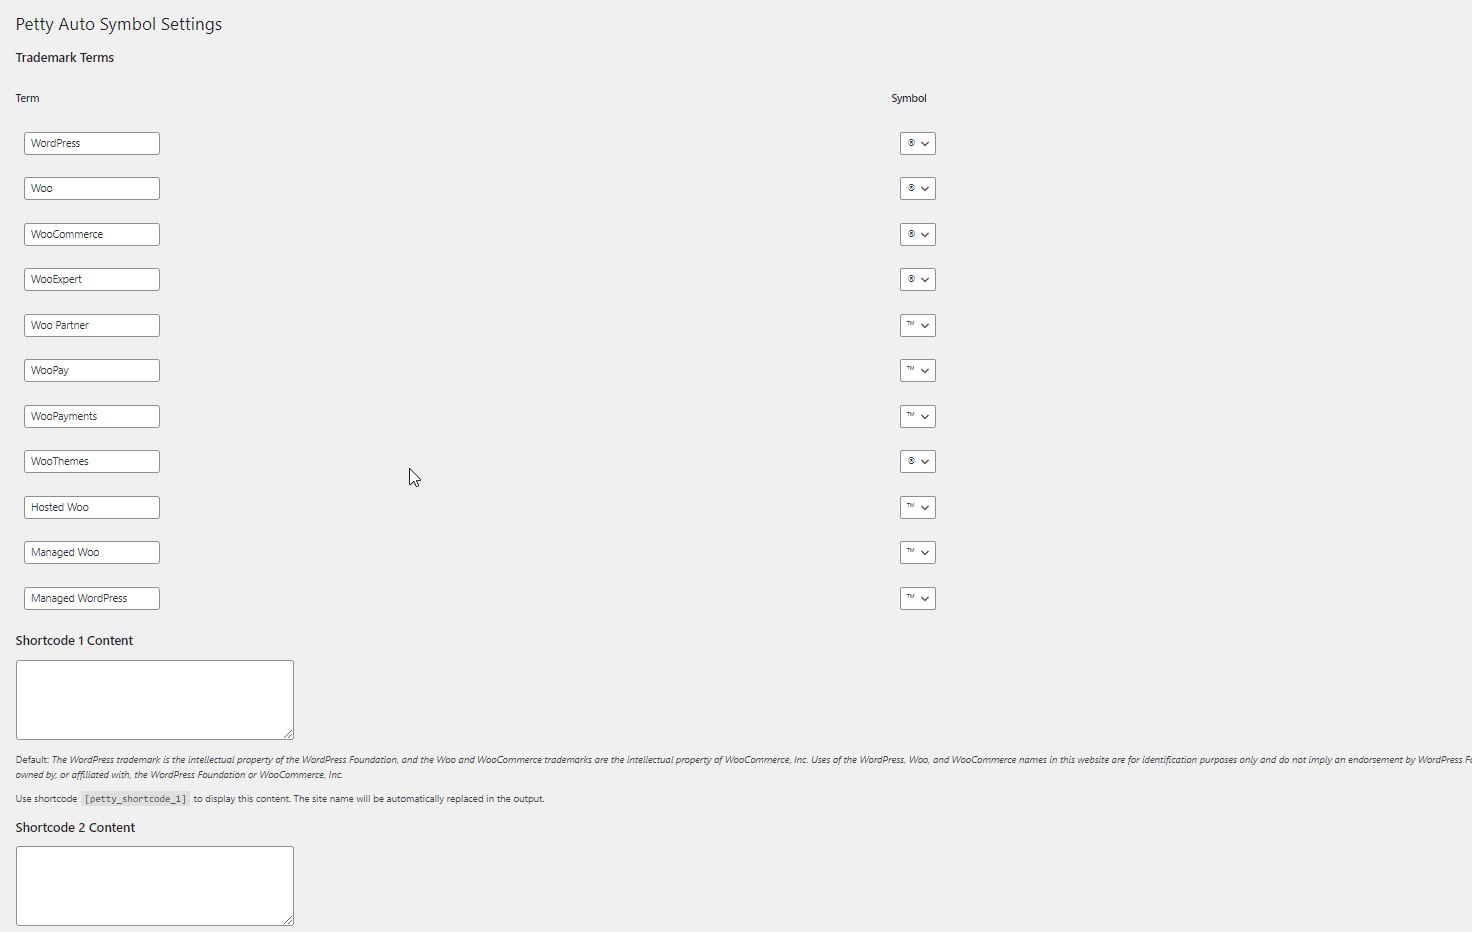 Petty Auto Symbol Settings
Trademark Terms
Term Symbol
WordPress ®
Woo ®
WooCommerce ®
WooExpert ®
Woo Partner ™
WooPay ™
WooPayments ™
WooThemes ®
Hosted Woo ™
Managed Woo ™
Managed WordPress ™
Shortcode 1 Content
Default: The WordPress trademark is the intellectual property of the WordPress Foundation, and the Woo and WooCommerce trademarks are the intellectual property of WooCommerce, Inc. Uses of the WordPress, Woo, and WooCommerce names in this website are for identification purposes only and do not imply an endorsement by WordPress
owned by, or affiliated with, the WordPress Foundation or WooCommerce, Inc.
Use shortcode [petty_shortcode_1] to display this content. The site name will be automatically replaced in the output.
Shortcode 2 Content